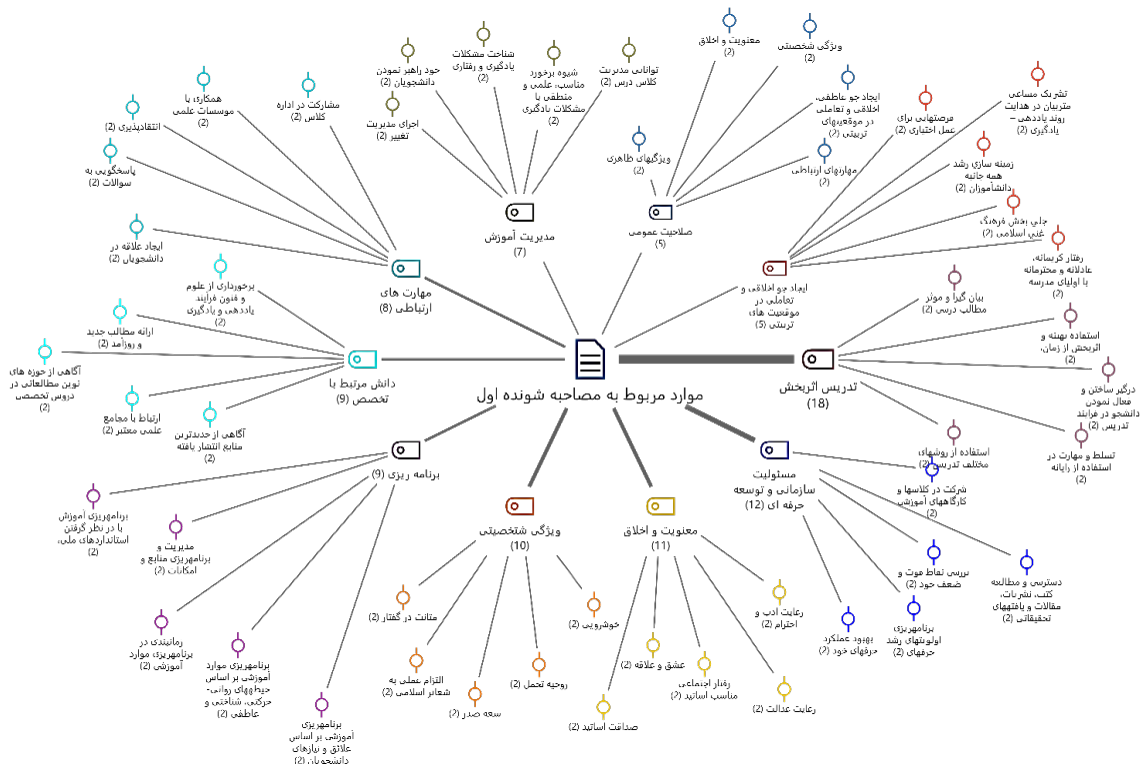 معنویت و اخلاق
(2)
ویژگی شخصیتی
(2)
شناخت مشکلات
یادگیری و رفتاری
(2)
خود راهبر نمودن
دانشجویان (2)
شیوه برخورد
مناسب، علمی و
منطقی با
مشکلات یادگیری
(2)
توانایی مدیریت
کلاس درس (2)
اجرای مدیریت
تغییر (2)
ایجاد جو عاطفی،
اخلاقی و تعاملی
در موقعیتهای
تربیتی (2)
ویژگیهای ظاهری
(2)
مهارتهای ارتباطی
(2)
تشریک مساعی
متربیان در هدایت
روند یاددهی –
یادگیری (2)
فرصتهایی برای
عمل اختیاری (2)
زمینه سازی رشد
همه جانبه
دانشآموزان (2)
جلي بخش فرهنگ
غني اسلامي (2)
رفتار کریمانه،
عادلانه و محترمانه
با اولیای مدرسه
(2)
همکاری با
موسسات علمی
(2)
مشارکت در اداره
کلاس (2)
انتقادپذیری (2)
پاسخگویی به
سوالات (2)
ایجاد علاقه در
دانشجویان (2)
مدیریت آموزش
(7)
صلاحیت عمومی
(5)
مهارت های
ارتباطی (8)
ایجاد جو اخلاقی و
تعاملی در
موقعیت های
تربیتی (5)
برخورداری از علوم
و فنون فرآیند
یاددهی و یادگیری
(2)
ارائه مطالب جدید
و روزآمد (2)
آگاهی از حوزه های
نوین مطالعاتی در
دروس تخصصی
(2)
ارتباط با مجامع
علمی معتبر (2)
آگاهی از جدیدترین
منابع انتشار یافته
(2)
دانش مرتبط با
تخصص (9)
موارد مربوط به مصاحبه شونده اول
تدریس اثربخش
(18)
بیان گیرا و موثر
مطالب درسی (2)
استفاده بهینه و
اثربخش از زمان،
(2)
درگیر ساختن و
فعال نمودن
دانشجو در فرایند
تدریس (2)
تسلط و مهارت در
استفاده از رایانه
(2)
استفاده از روشهای
مختلف تدریس (2)
برنامه ریزی (9)
ویژگی شتخصیتی
(10)
معنویت و اخلاق
(11)
مسئولیت
سازمانی و توسعه
حرفه ای (12)
برنامهریزی آموزش
با در نظر گرفتن
استانداردهای ملی،
(2)
مدیریت و
برنامهریزی منابع و
امکانات (2)
زمانبندی در
برنامهریزی موارد
آموزشی (2)
برنامهریزی موارد
آموزشی بر اساس
حیطههای روانی-
حرکتی، شناختی و
عاطفی (2)
برنامهریزی
آموزشی بر اساس
علائق و نیازهای
دانشجویان (2)
متانت در گفتار (2)
التزام عملی به
شعائر اسلامی (2)
سعه صدر (2)
روحیه تحمل (2)
خوشرویی (2)
رعایت ادب و
احترام (2)
عشق و علاقه (2)
رفتار اجتماعی
مناسب اساتید (2)
رعایت عدالت (2)
صداقت اساتید (2)
شرکت در کلاسها و
کارگاههای آموزشی
(2)
بررسی نقاط قوت و
ضعف خود (2)
دسترسی و مطالعه
کتب، نشریات،
مقالات و یافتههای
تحقیقاتی (2)
برنامهریزی
اولویتهای رشد
حرفهای (2)
بهبود عملکرد
حرفهای خود (2)